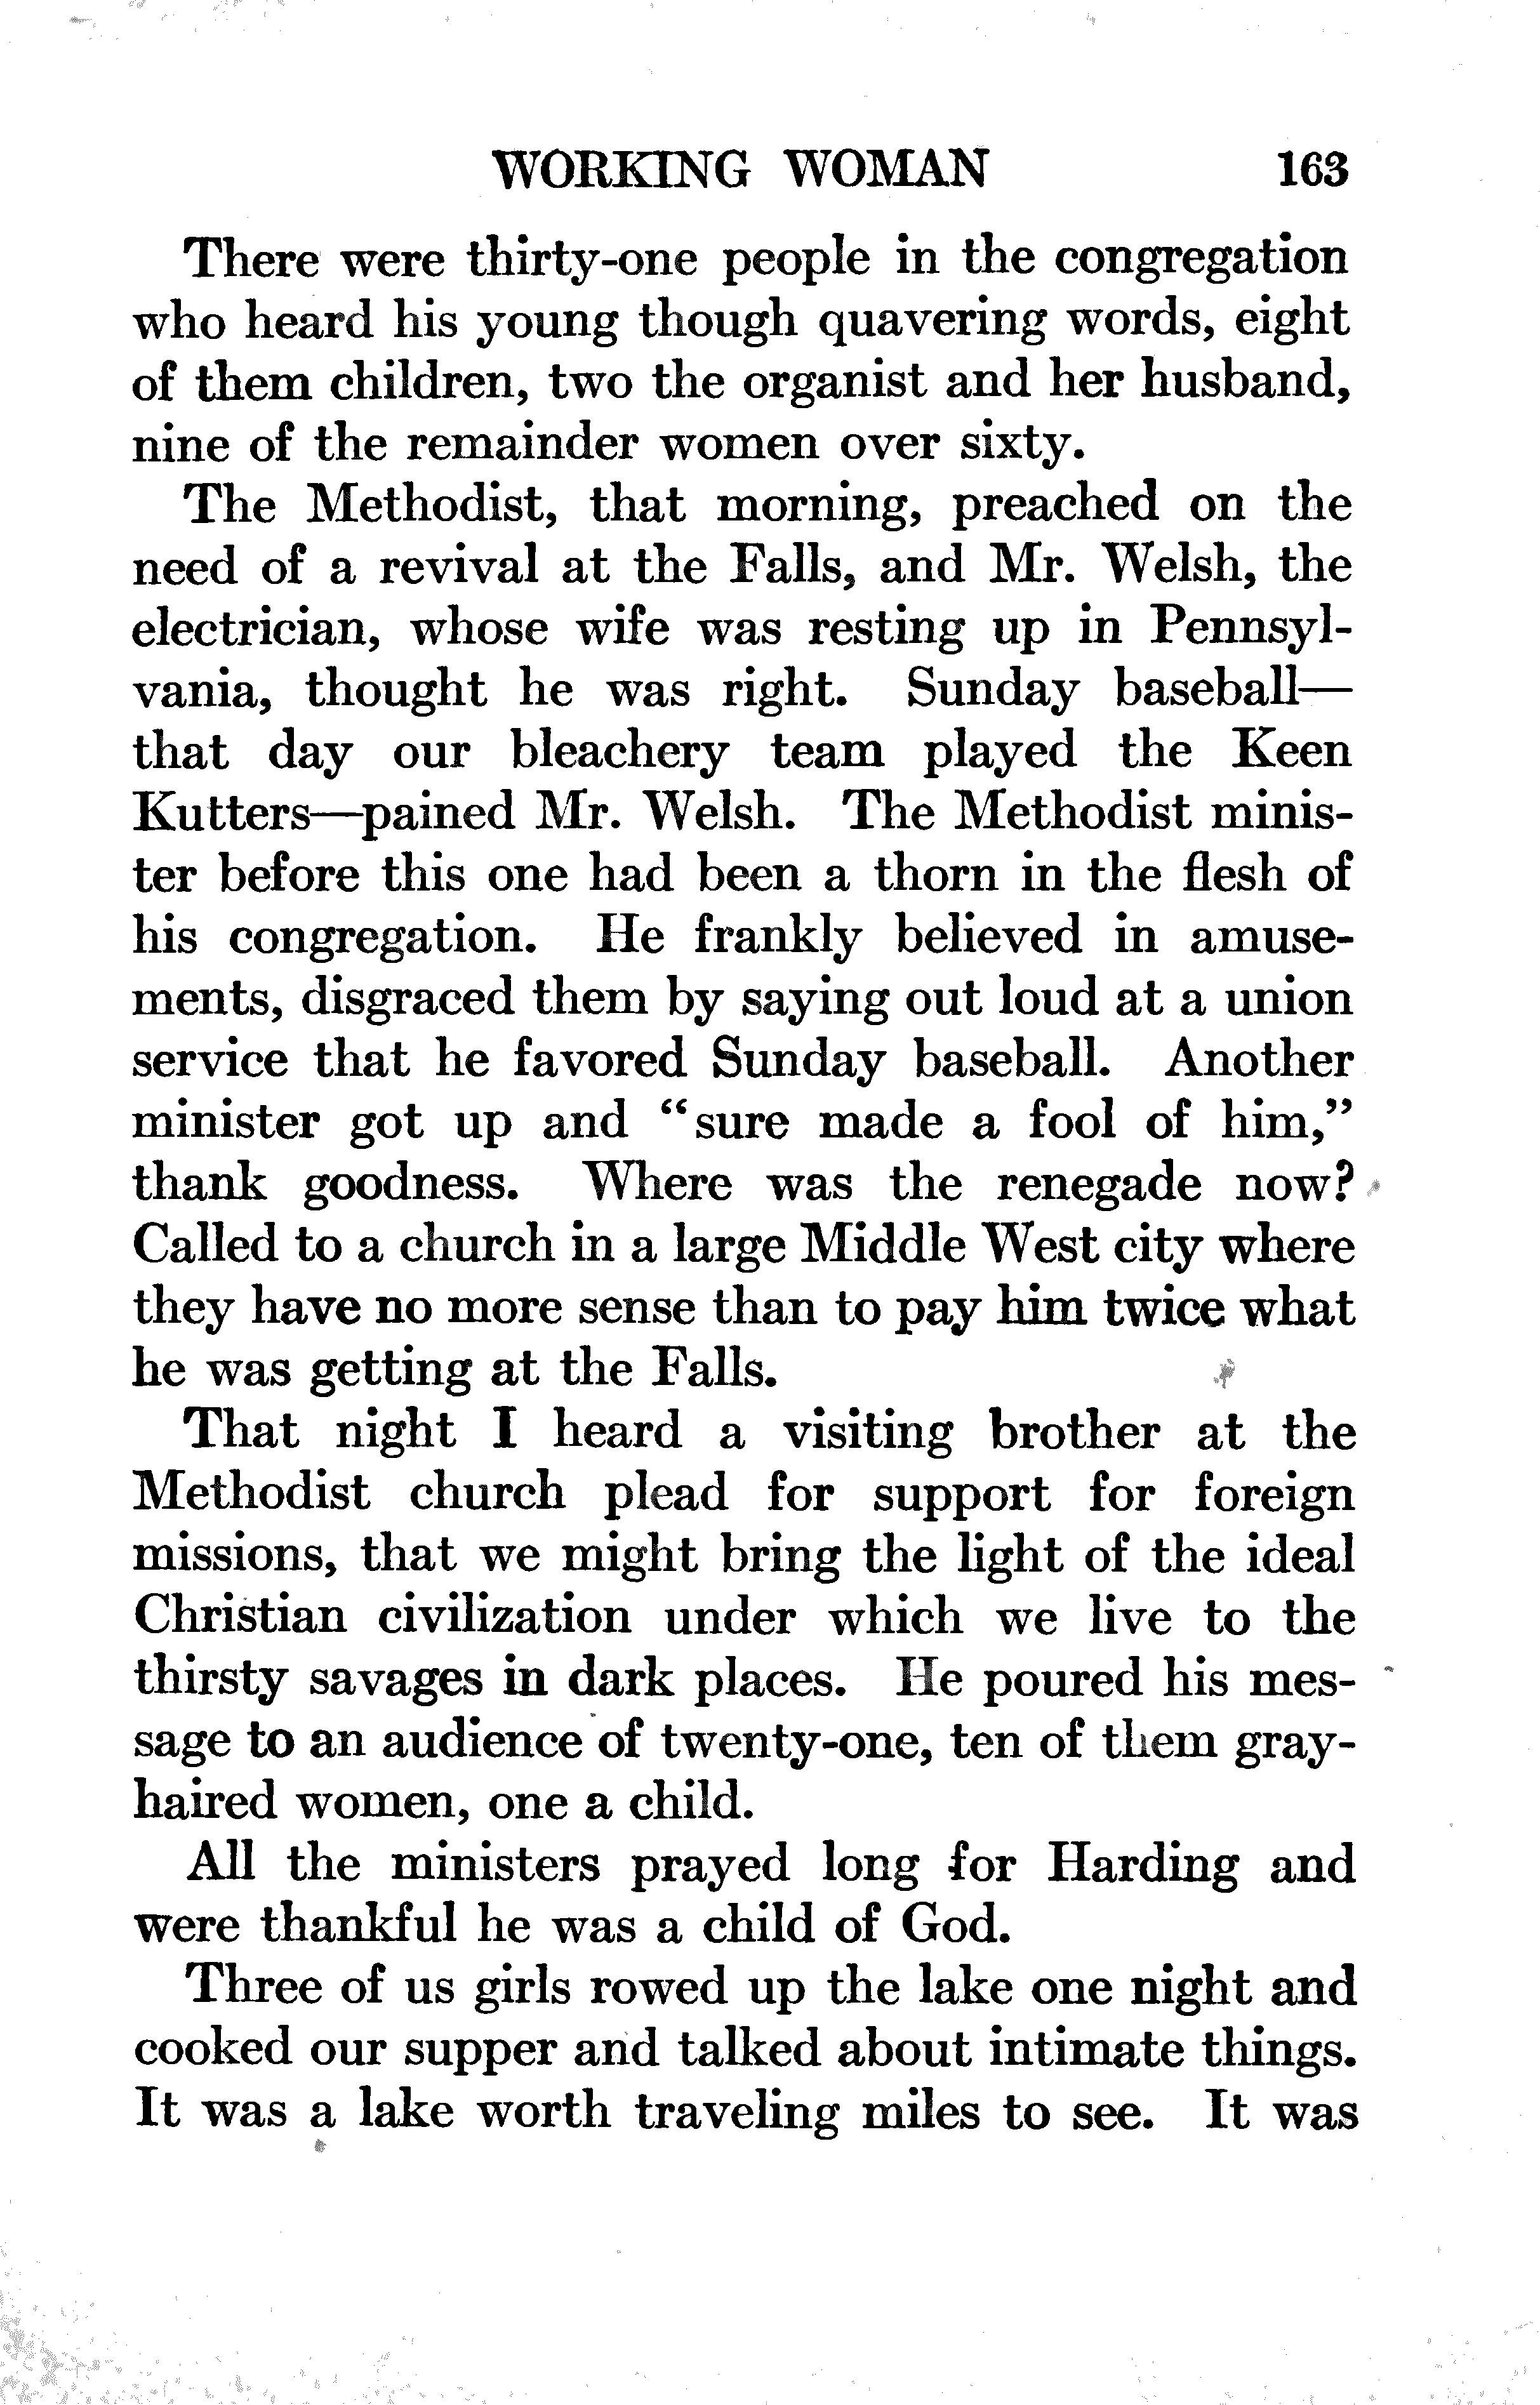 WORKING WOMAN 163
There were thirty-one people in the congregation
who heard his young though quavering words, eight
of them children, two the organist and her husband,
nine of the remainder women over sixty.
The Methodist, that morning, preached on the
need of a revival at the Falls, and Mr. Welsh, the
electrician, whose wife was resting up in Pennsyl-
vania, thought he was right. Sunday baseball—
that day our bleachery team played the Keen
Kutters—pained Mr. Welsh. The Methodist minis-
ter before this one had been a thorn in the flesh of
his congregation. He frankly believed in amuse-
ments, disgraced them by saying out loud at a union
service that he favored Sunday baseball. Another
minister got up and “sure made a fool of him,”
thank goodness. Where was the renegade now?
Called to a church in a large Middle West city where
they have no more sense than to pay him twice what
he was getting at the Falls.
That night I heard a visiting brother at the
Methodist church plead for support for foreign
missions, that we might bring the light of the ideal
Christian civilization under which we live to the
thirsty savages in dark places. He poured his mes-
sage to an audience of twenty-one, ten of them gray-
haired women, one a child.
All the ministers prayed long for Harding and
were thankful he was a child of God.
Three of us girls rowed up the lake one night and
cooked our supper and talked about intimate things.
It was a lake worth traveling miles to see. It was